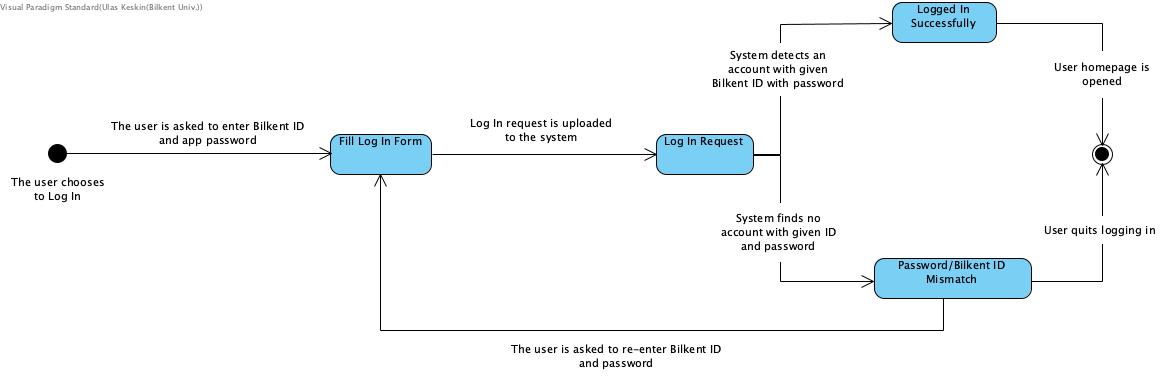 Visual Paradigm Standard(Ulas Keskin(Bilkent Univ.))
Logged In
Successfully
System detects an
account with given
Bilkent ID with password
User homepage is
opened
The user is asked to enter Bilkent ID
and app password
Log In request is uploaded
to the system
Fill Log In Form
Log In Request
The user chooses
to Log In
System finds no
account with given ID
and password
User quits logging in
Password/Bilkent ID
Mismatch
The user is asked to re-enter Bilkent ID
and password